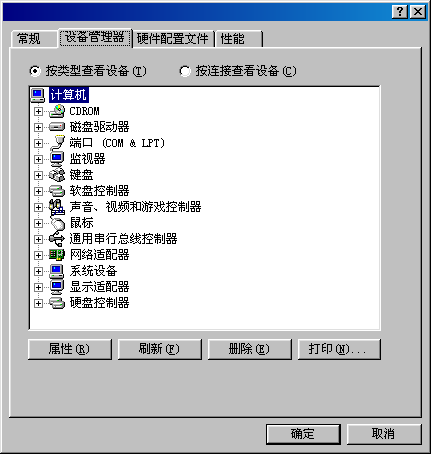 常规 设备管理器 硬件配置文件 性能
按类型查看设备(T) 按连接查看设备(C)
计算机
CDROM
磁盘驱动器
端口 (COM & LPT)
监视器
键盘
软盘控制器
声音、视频和游戏控制器
鼠标
通用串行总线控制器
网络适配器
系统设备
显示适配器
硬盘控制器
属性(R) 刷新(F) 删除(E) 打印(N)...
确定 取消